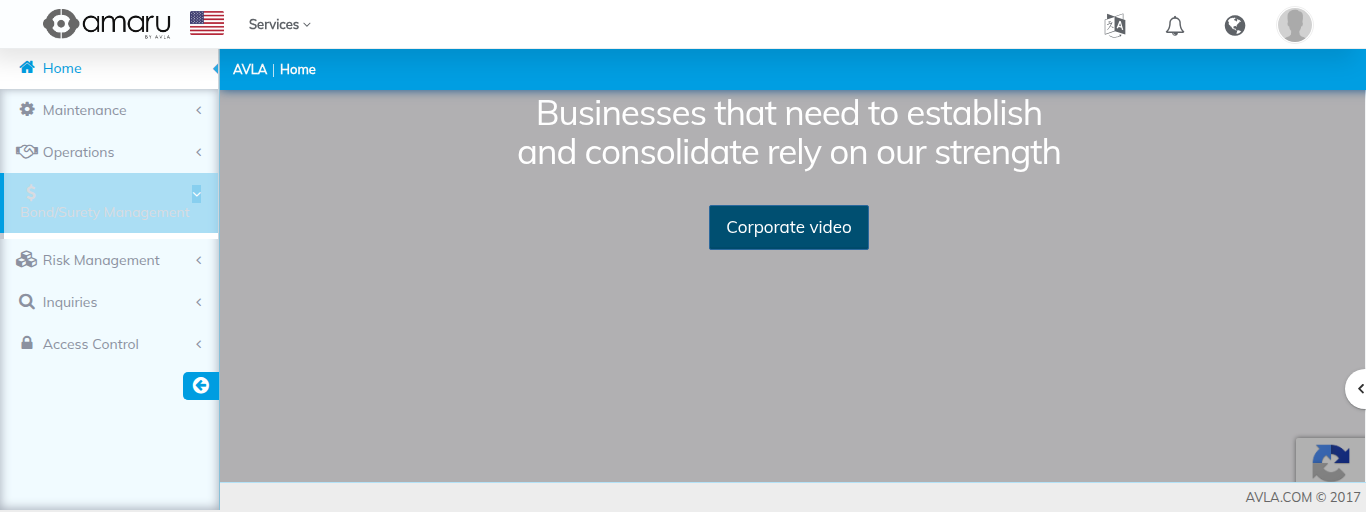 amaru
BY AVLA
Services
Home
AVLA | Home
Maintenance
Operations
$
Bond/Surety Management
Risk Management
Inquiries
Access Control
Businesses that need to establish
and consolidate rely on our strength
Corporate video
AVLA.COM © 2017